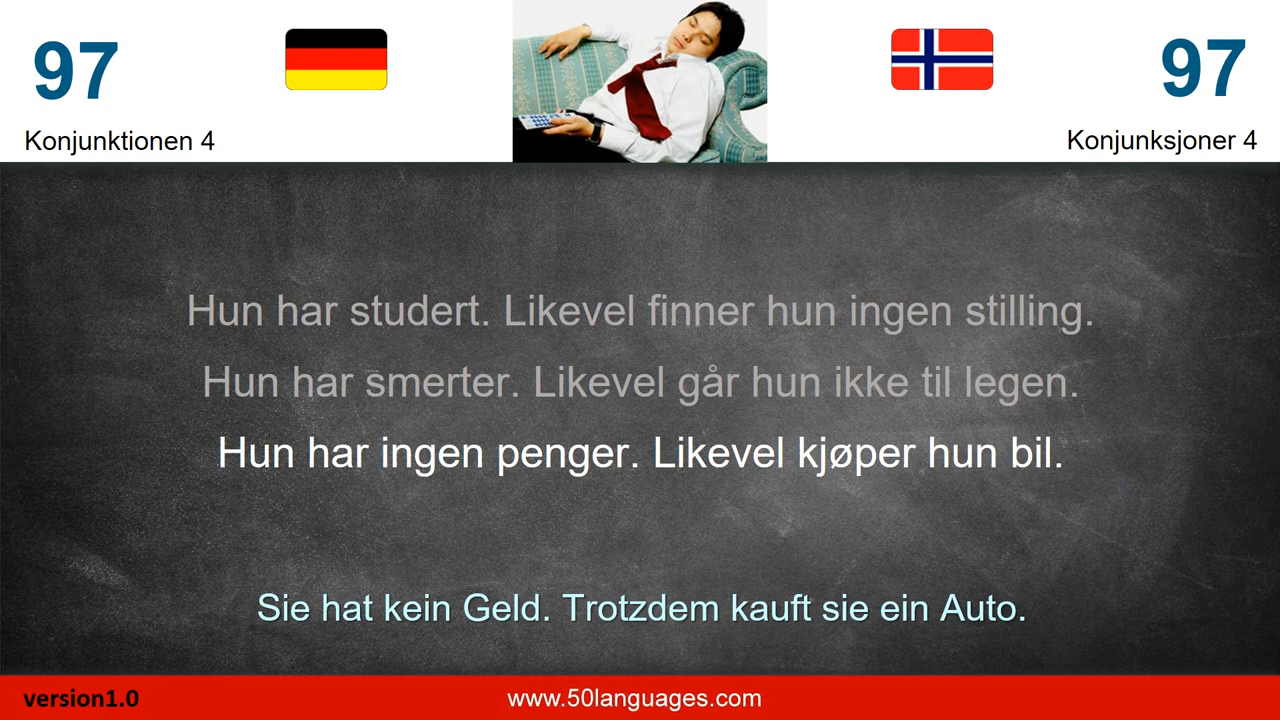 97
97
Konjunktionen 4
Konjunksjoner 4
Hun har studert. Likevel finner hun ingen stilling.
Hun har smerter. Likevel går hun ikke til legen.
Hun har ingen penger. Likevel kjøper hun bil.
Sie hat kein Geld. Trotzdem kauft sie ein Auto.
version1.0
www.50languages.com